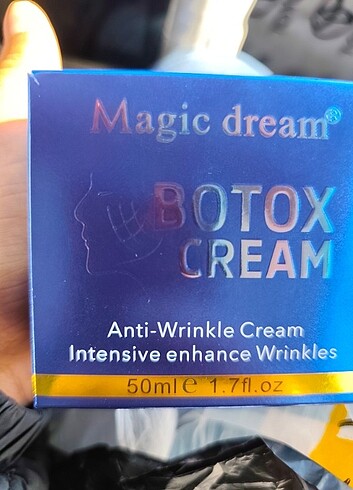 Magic dream®
BOTOX
CREAM
Anti-Wrinkle Cream
Intensive enhance Wrinkles
50ml e 1.7fl.oz